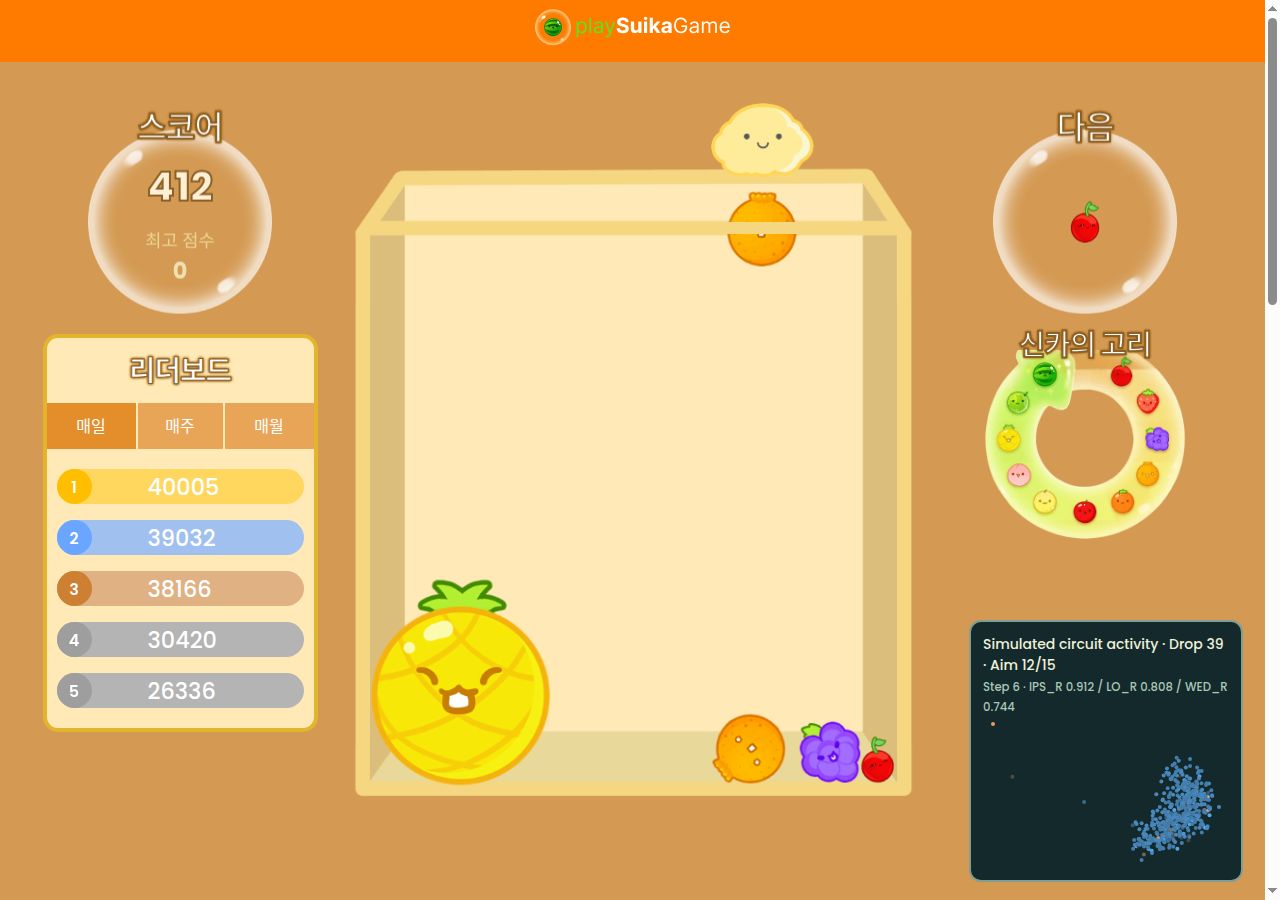 playSuikaGame
스코어
412
최고 점수
0
다음
신카의 고리
리더보드
매일 매주 매월
1 40005
2 39032
3 38166
4 30420
5 26336
Simulated circuit activity · Drop 39
· Aim 12/15
Step 6 · IPS_R 0.912 / LO_R 0.808 / WED_R
0.744